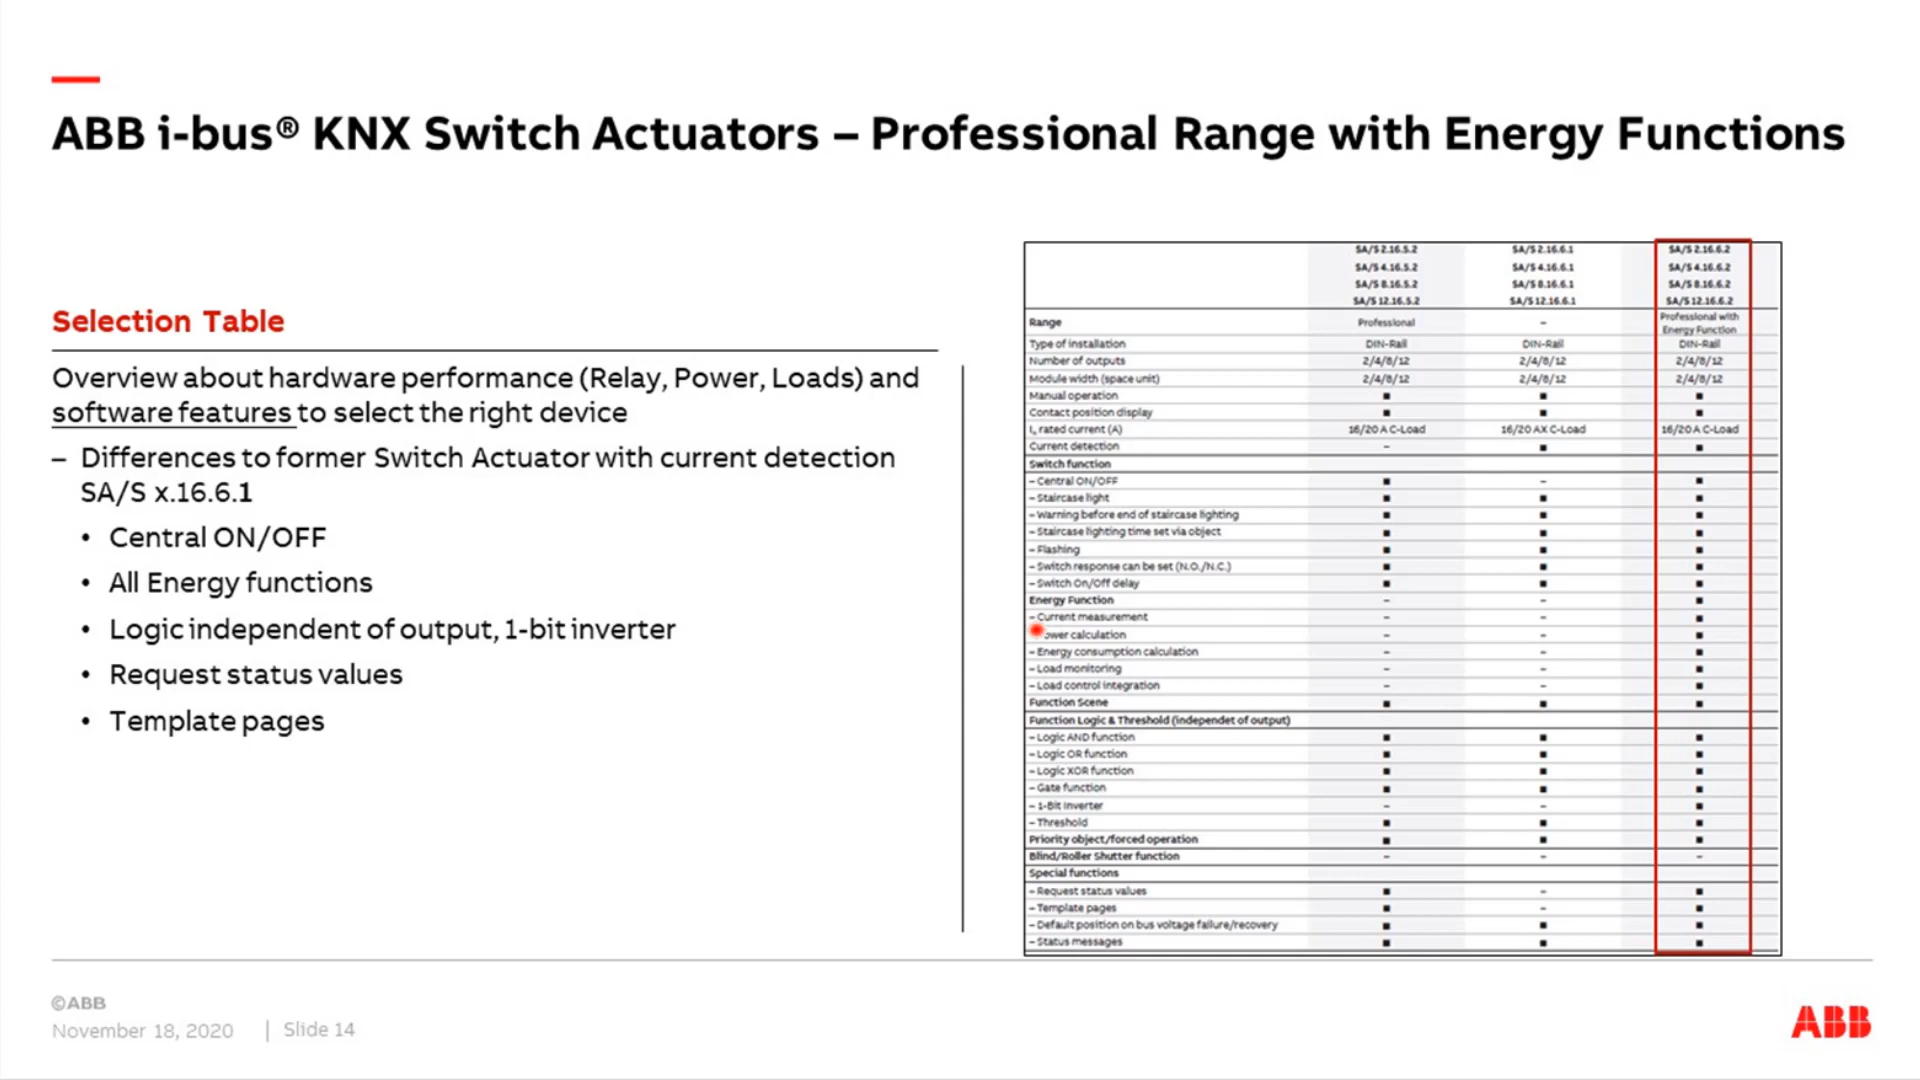 ABB i-bus® KNX Switch Actuators – Professional Range with Energy Functions
Selection Table
Overview about hardware performance (Relay, Power, Loads) and
software features to select the right device
– Differences to former Switch Actuator with current detection
SA/S x.16.6.1
• Central ON/OFF
• All Energy functions
• Logic independent of output, 1-bit inverter
• Request status values
• Template pages
SA/S 2.16.5.2 SA/S 2.16.6.1 SA/S 2.16.6.2
SA/S 4.16.5.2 SA/S 4.16.6.1 SA/S 4.16.6.2
SA/S 8.16.5.2 SA/S 8.16.6.1 SA/S 8.16.6.2
SA/S 12.16.5.2 SA/S 12.16.6.1 SA/S 12.16.6.2
Range Professional – Professional with
Energy Function
Type of installation DIN-Rail DIN-Rail DIN-Rail
Number of outputs 2/4/8/12 2/4/8/12 2/4/8/12
Module width (space unit) 2/4/8/12 2/4/8/12 2/4/8/12
Manual operation ■ ■ ■
Contact position display ■ ■ ■
Iₙ rated current (A) 16/20 A C-Load 16/20 AX C-Load 16/20 A C-Load
Current detection – ■ ■
Switch function
– Central ON/OFF ■ – ■
– Staircase light ■ ■ ■
– Warning before end of staircase lighting ■ ■ ■
– Staircase lighting time set via object ■ ■ ■
– Flashing ■ ■ ■
– Switch response can be set (N.O./N.C.) ■ ■ ■
– Switch On/Off delay ■ ■ ■
Energy Function – – ■
– Current measurement – – ■
ower calculation – – ■
– Energy consumption calculation – – ■
– Load monitoring – – ■
– Load control integration – – ■
Function Scene ■ ■ ■
Function Logic & Threshold (independet of output)
– Logic AND function ■ ■ ■
– Logic OR function ■ ■ ■
– Logic XOR function ■ ■ ■
– Gate function ■ ■ ■
– 1-Bit Inverter – – ■
– Threshold ■ ■ ■
Priority object/forced operation ■ ■ ■
Blind/Roller Shutter function – – –
Special functions
– Request status values ■ – ■
– Template pages ■ – ■
– Default position on bus voltage failure/recovery ■ ■ ■
– Status messages ■ ■ ■
©ABB
November 18, 2020 | Slide 14
ABB